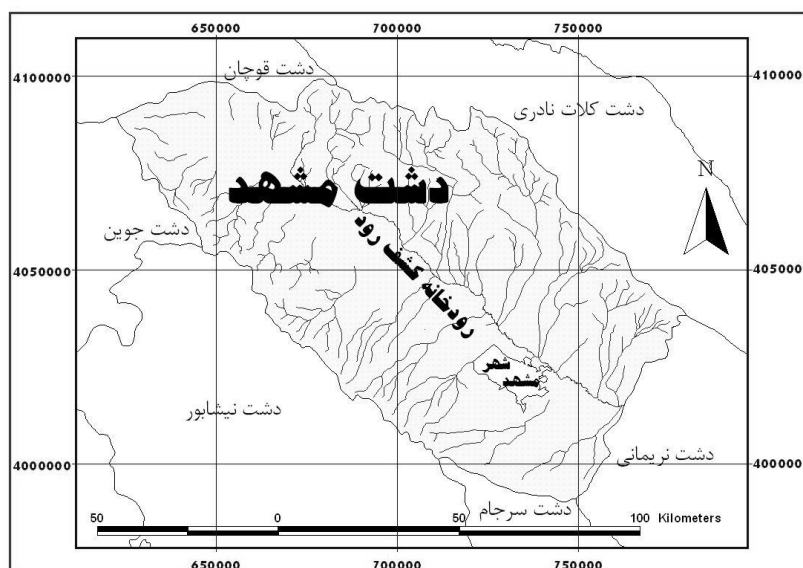 650000 700000 750000
4100000 410000
دشت قوچان
دشت کلات نادری
دشت مشهد
N
دشت جوین
رودخانه کشف رود
4050000 405000
شهر
مشهد
دشت نیشابور
دشت نریمانی
4000000 400000
دشت سرجام
50 0 50 100 Kilometers
650000 700000 750000